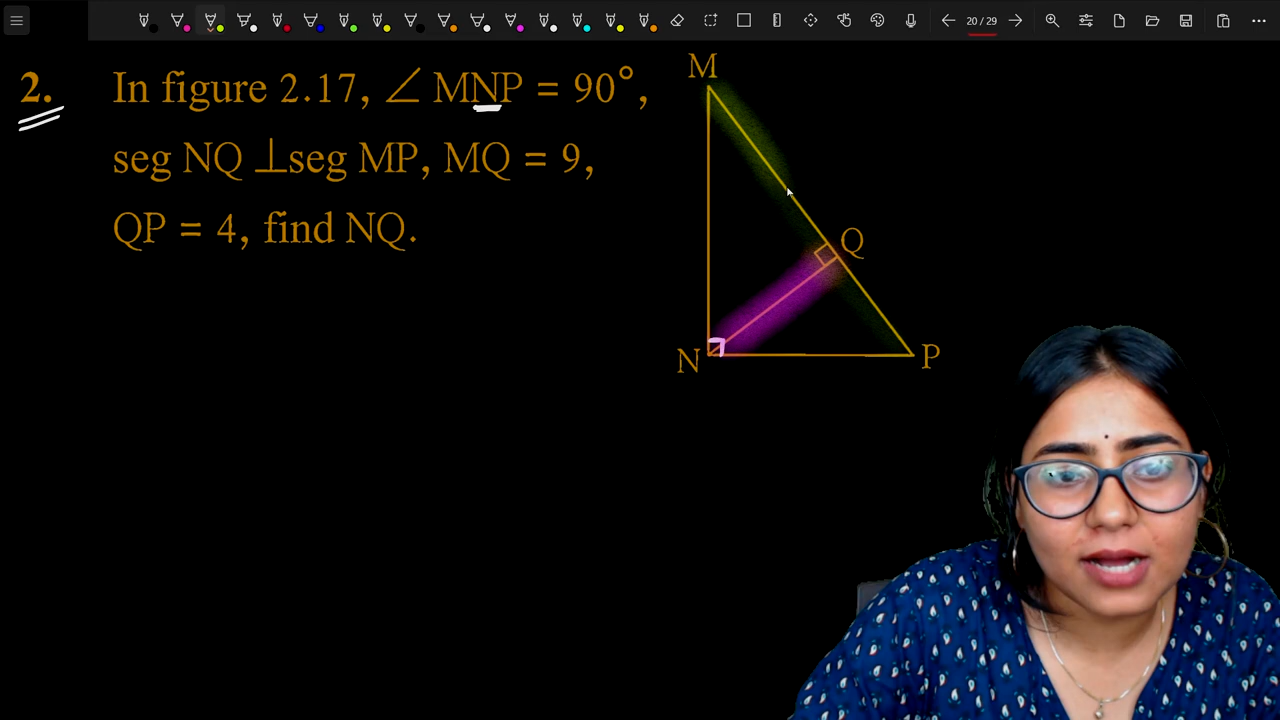 20 / 29
2. In figure 2.17, ∠ MNP = 90°,
seg NQ ⊥seg MP, MQ = 9,
QP = 4, find NQ.
M
Q
N
P